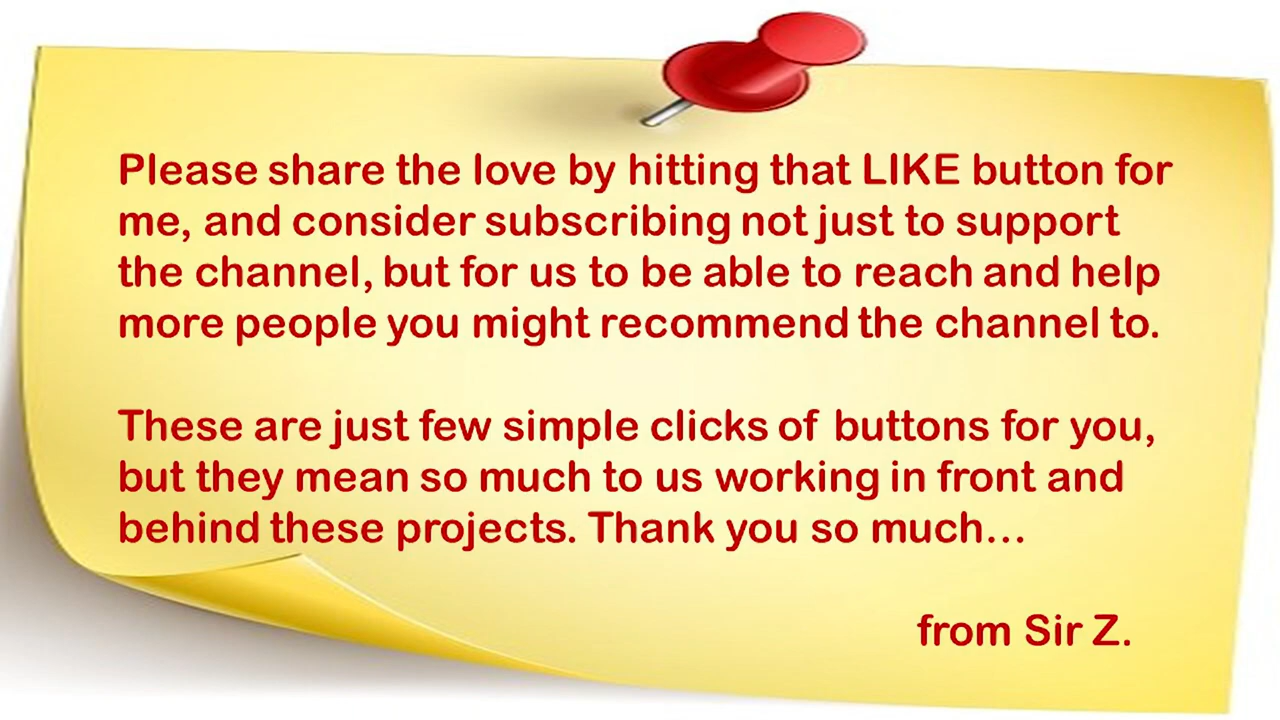 Please share the love by hitting that LIKE button for
me, and consider subscribing not just to support
the channel, but for us to be able to reach and help
more people you might recommend the channel to.
These are just few simple clicks of buttons for you,
but they mean so much to us working in front and
behind these projects. Thank you so much...
from Sir Z.